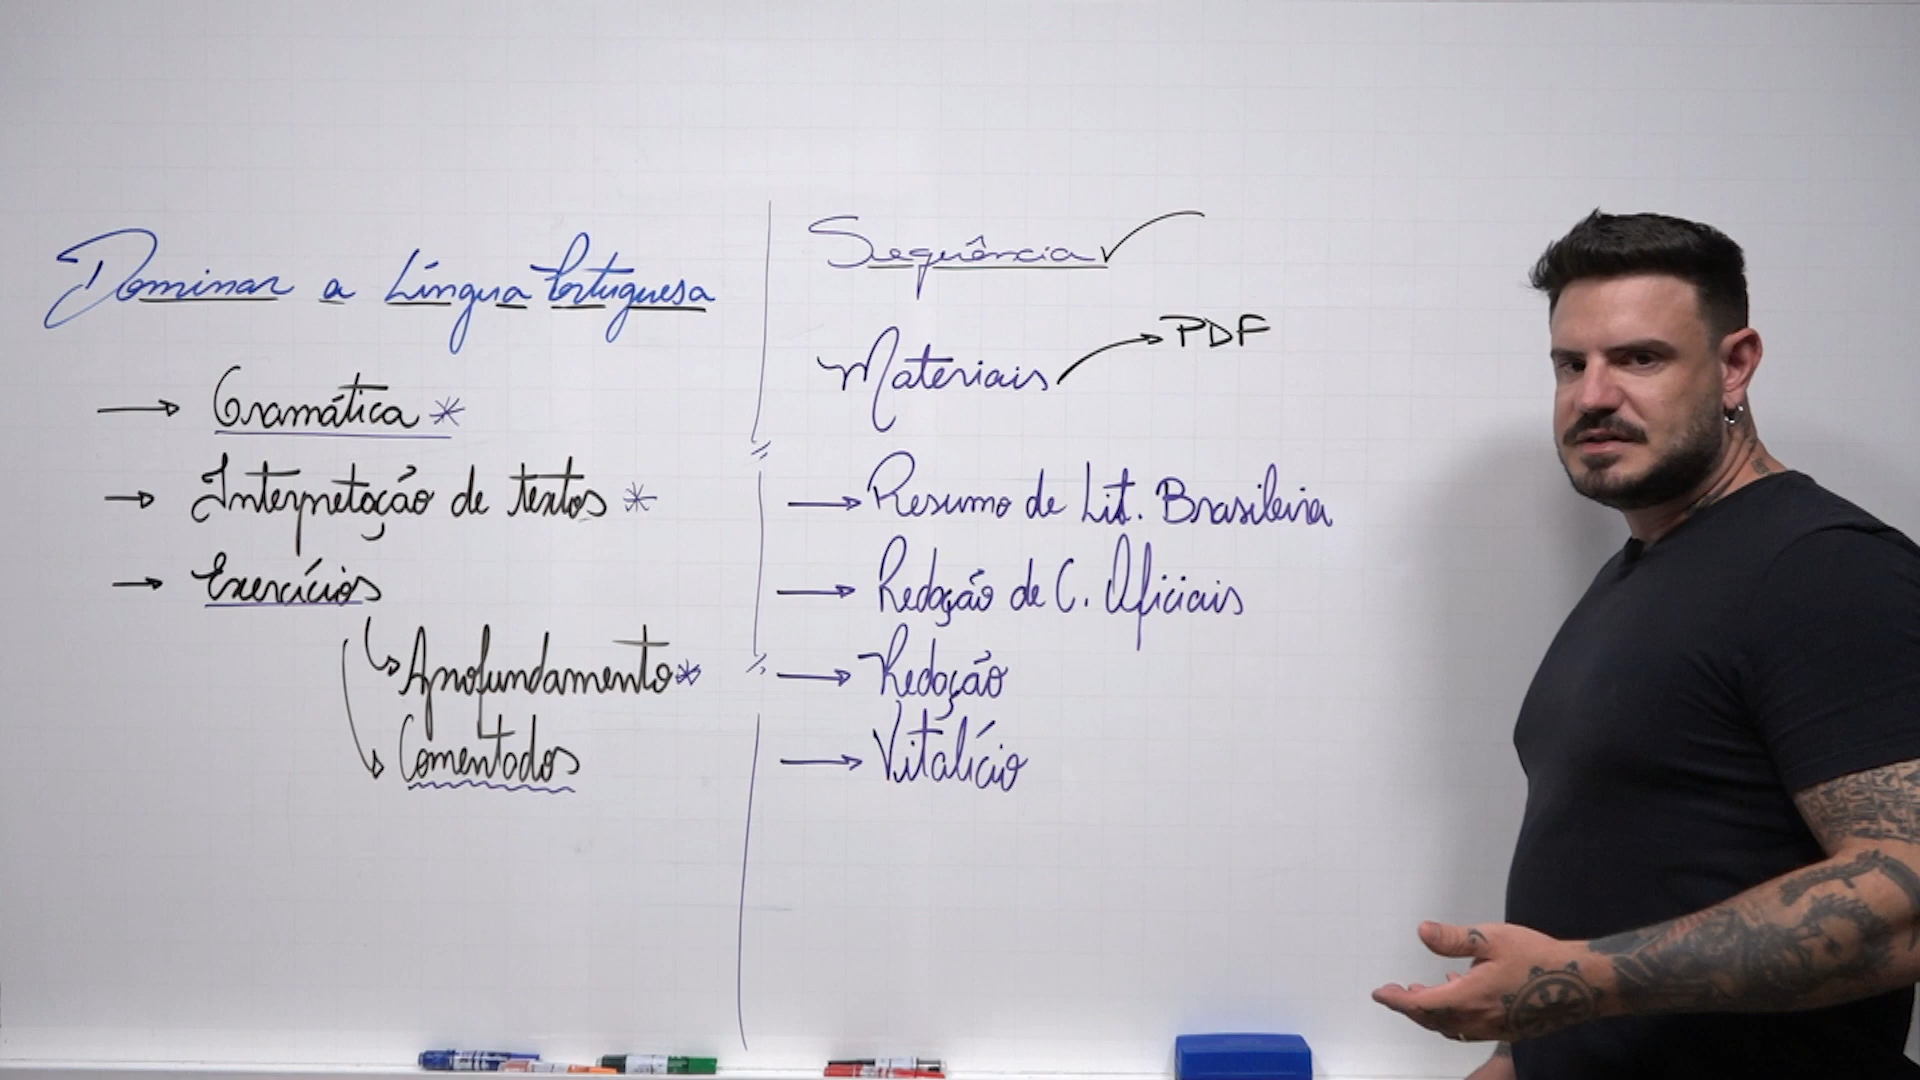 Dominar a Língua Portuguesa
→ Gramática *
→ Interpretação de textos *
→ Exercícios
↳ Aprofundamento *
↳ Comentados
Sequência ✓
Materiais → PDF
→ Resumo de Lit. Brasileira
→ Redação de C. Oficiais
→ Redação
→ Vitalício